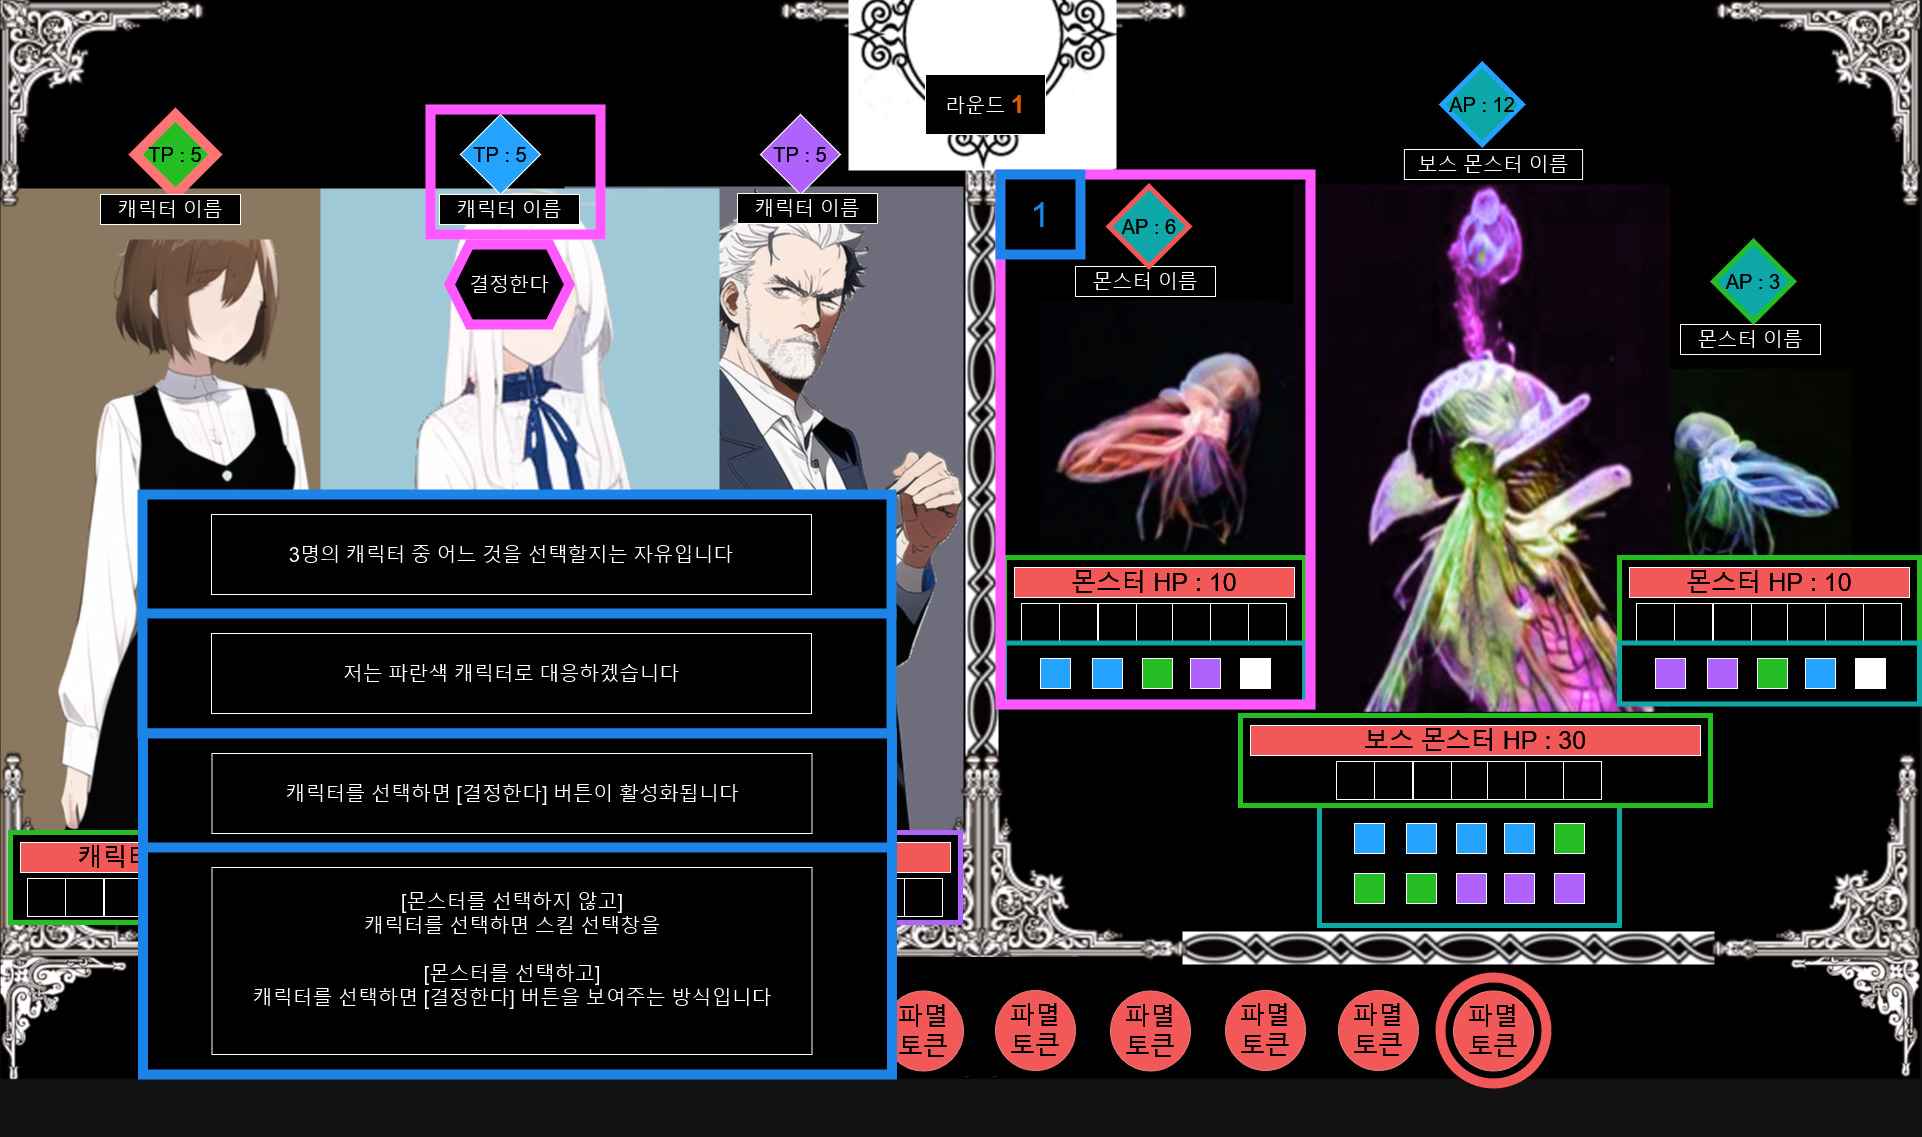 라운드 1
TP : 5
캐릭터 이름
TP : 5
캐릭터 이름
TP : 5
캐릭터 이름
결정한다
1
AP : 6
몬스터 이름
AP : 12
보스 몬스터 이름
AP : 3
몬스터 이름
3명의 캐릭터 중 어느 것을 선택할지는 자유입니다
저는 파란색 캐릭터로 대응하겠습니다
캐릭터를 선택하면 [결정한다] 버튼이 활성화됩니다
[몬스터를 선택하지 않고]
캐릭터를 선택하면 스킬 선택창을
[몬스터를 선택하고]
캐릭터를 선택하면 [결정한다] 버튼을 보여주는 방식입니다
몬스터 HP : 10
몬스터 HP : 10
보스 몬스터 HP : 30
파멸
토큰
파멸
토큰
파멸
토큰
파멸
토큰
파멸
토큰
파멸
토큰